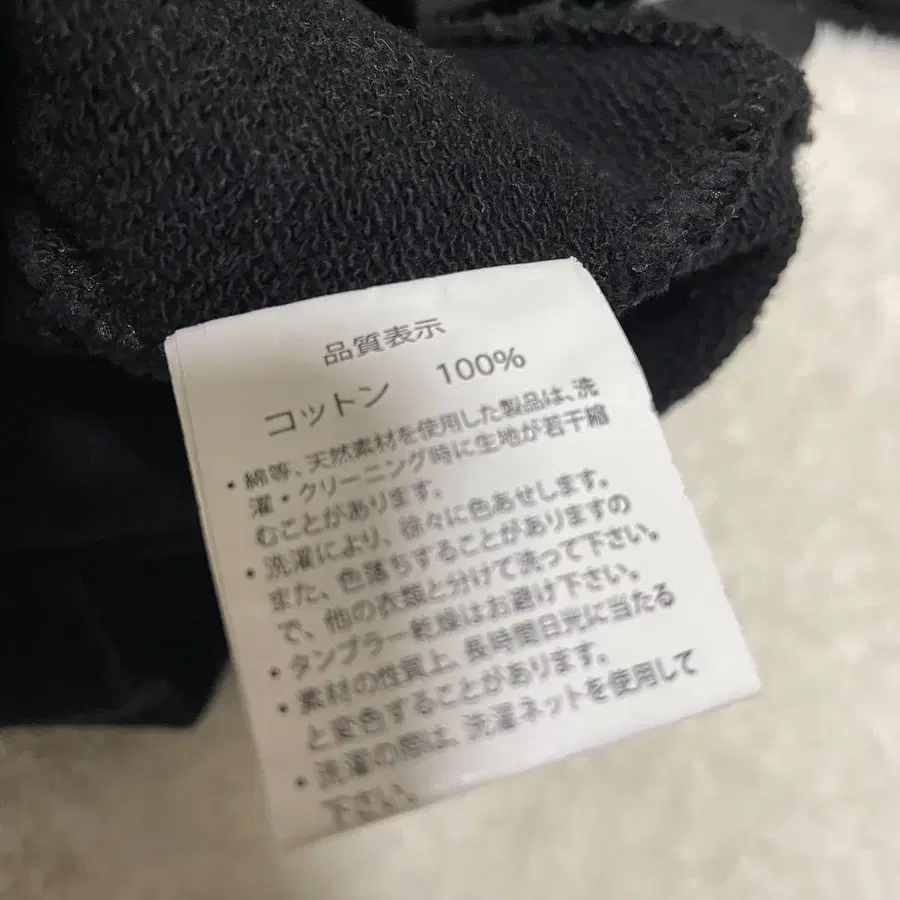 品質表示
コットン 100%
・綿等、天然素材を使用した製品は、洗
濯・クリーニング時に生地が若干縮
むことがあります。
・洗濯により、徐々に色あせします。
また、色落ちすることがありますの
で、他の衣類と分けて洗って下さい。
・タンブラー乾燥はお避け下さい。
・素材の性質上、長時間日光に当たる
と変色することがあります。
・洗濯の際は、洗濯ネットを使用して
下さい。